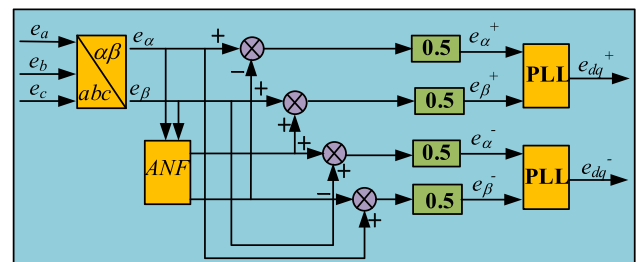 e_a
e_b
e_c
αβ
abc
e_α
e_β
ANF
+
−
+
+
+
+
−
+
0.5
0.5
0.5
0.5
e_α^+
e_β^+
e_α^-
e_β^-
PLL
PLL
e_dq^+
e_dq^-